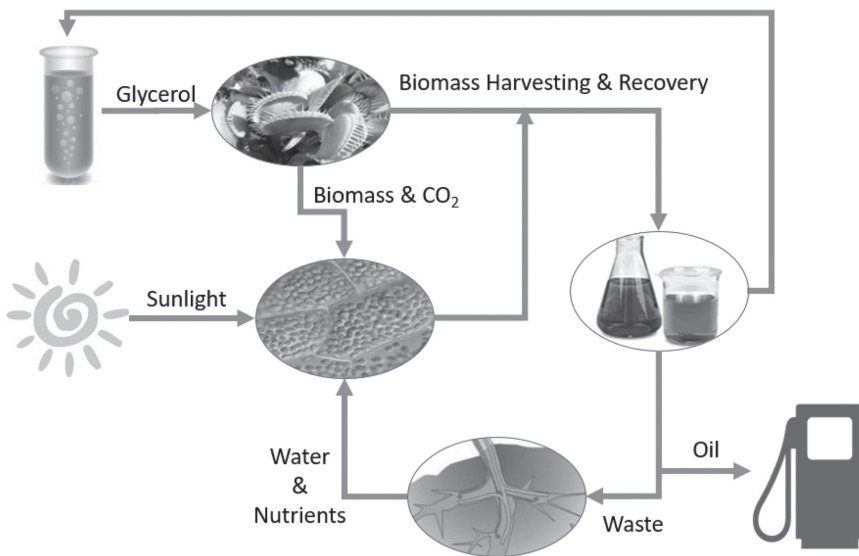 Glycerol
Biomass Harvesting & Recovery
Biomass & CO₂
Sunlight
Water
&
Nutrients
Oil
Waste